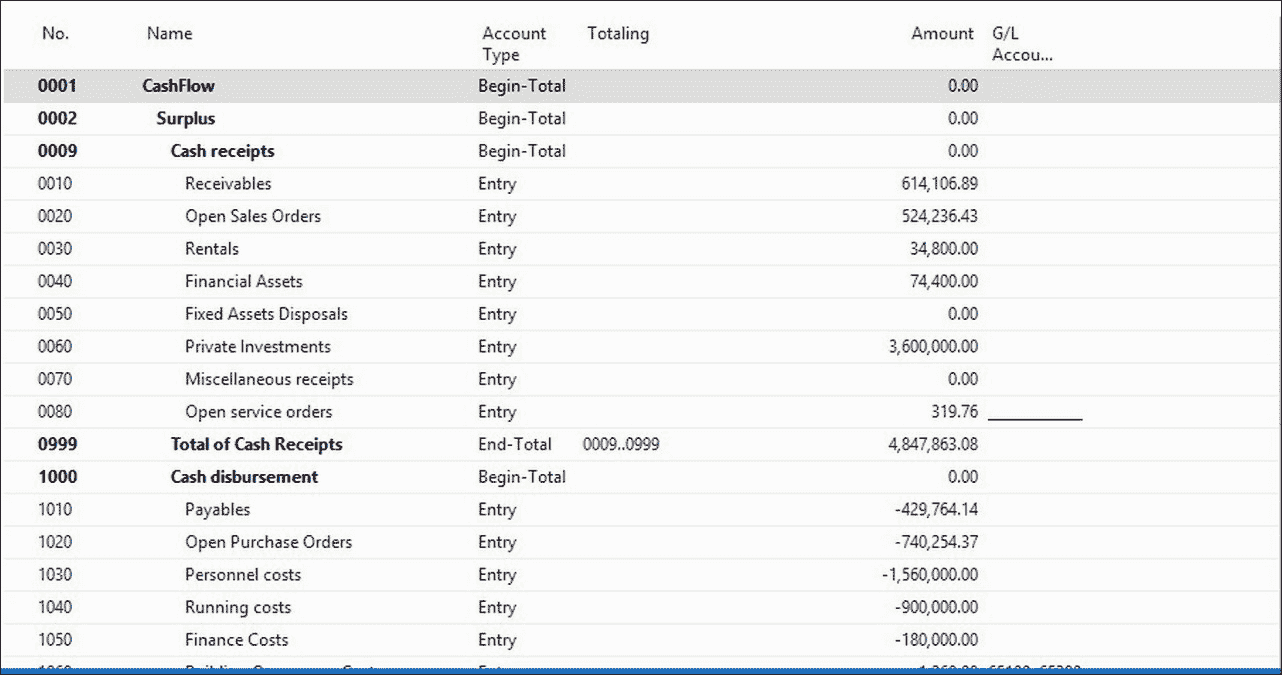 No. Name Account Type Totaling Amount G/L Accou...
0001 CashFlow Begin-Total 0.00
0002 Surplus Begin-Total 0.00
0009 Cash receipts Begin-Total 0.00
0010 Receivables Entry 614,106.89
0020 Open Sales Orders Entry 524,236.43
0030 Rentals Entry 34,800.00
0040 Financial Assets Entry 74,400.00
0050 Fixed Assets Disposals Entry 0.00
0060 Private Investments Entry 3,600,000.00
0070 Miscellaneous receipts Entry 0.00
0080 Open service orders Entry 319.76
0999 Total of Cash Receipts End-Total 0009..0999 4,847,863.08
1000 Cash disbursement Begin-Total 0.00
1010 Payables Entry -429,764.14
1020 Open Purchase Orders Entry -740,254.37
1030 Personnel costs Entry -1,560,000.00
1040 Running costs Entry -900,000.00
1050 Finance Costs Entry -180,000.00